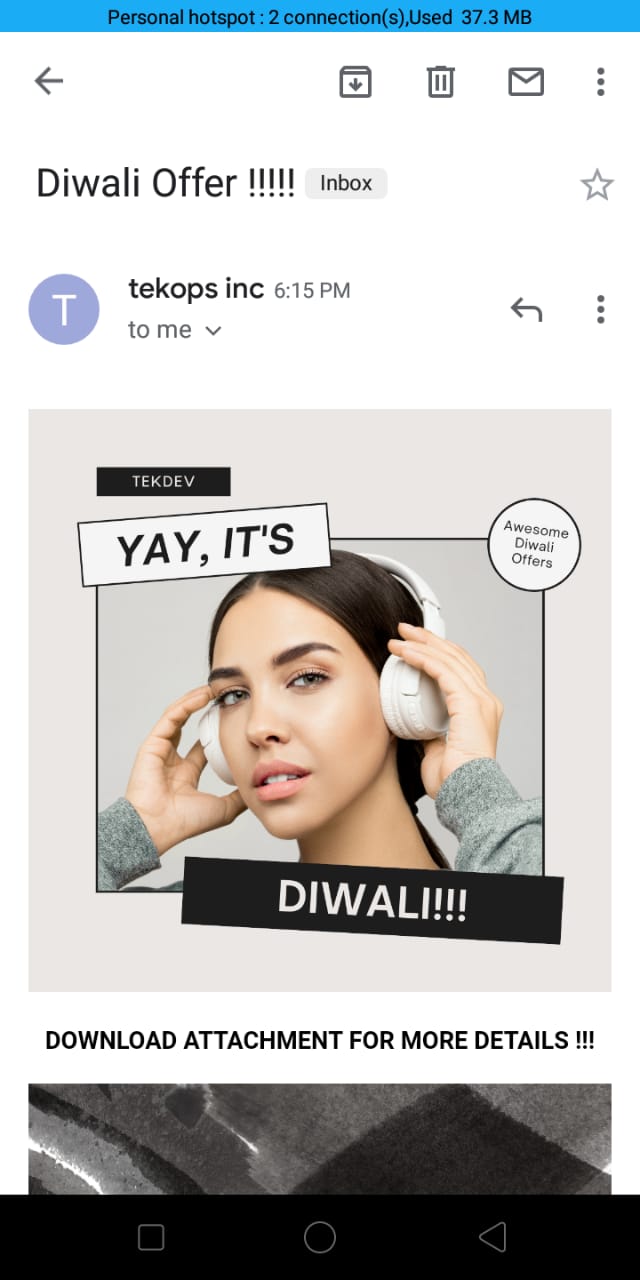 Personal hotspot : 2 connection(s),Used 37.3 MB
Diwali Offer !!!!! Inbox
T
tekops inc 6:15 PM
to me
TEKDEV
YAY, IT'S
Awesome
Diwali
Offers
DIWALI!!!
DOWNLOAD ATTACHMENT FOR MORE DETAILS !!!